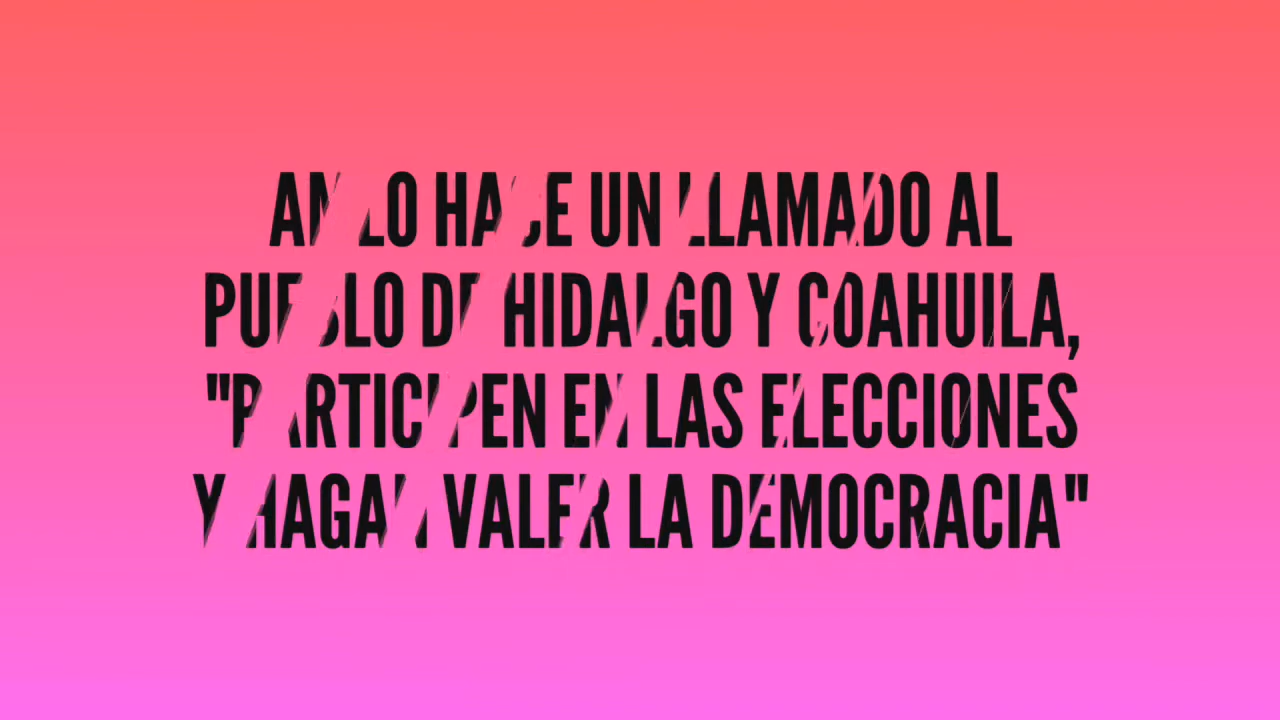 AMLO HACE UN LLAMADO AL
PUEBLO DE HIDALGO Y COAHUILA,
"PARTICIPEN EN LAS ELECCIONES
Y HAGAN VALER LA DEMOCRACIA"